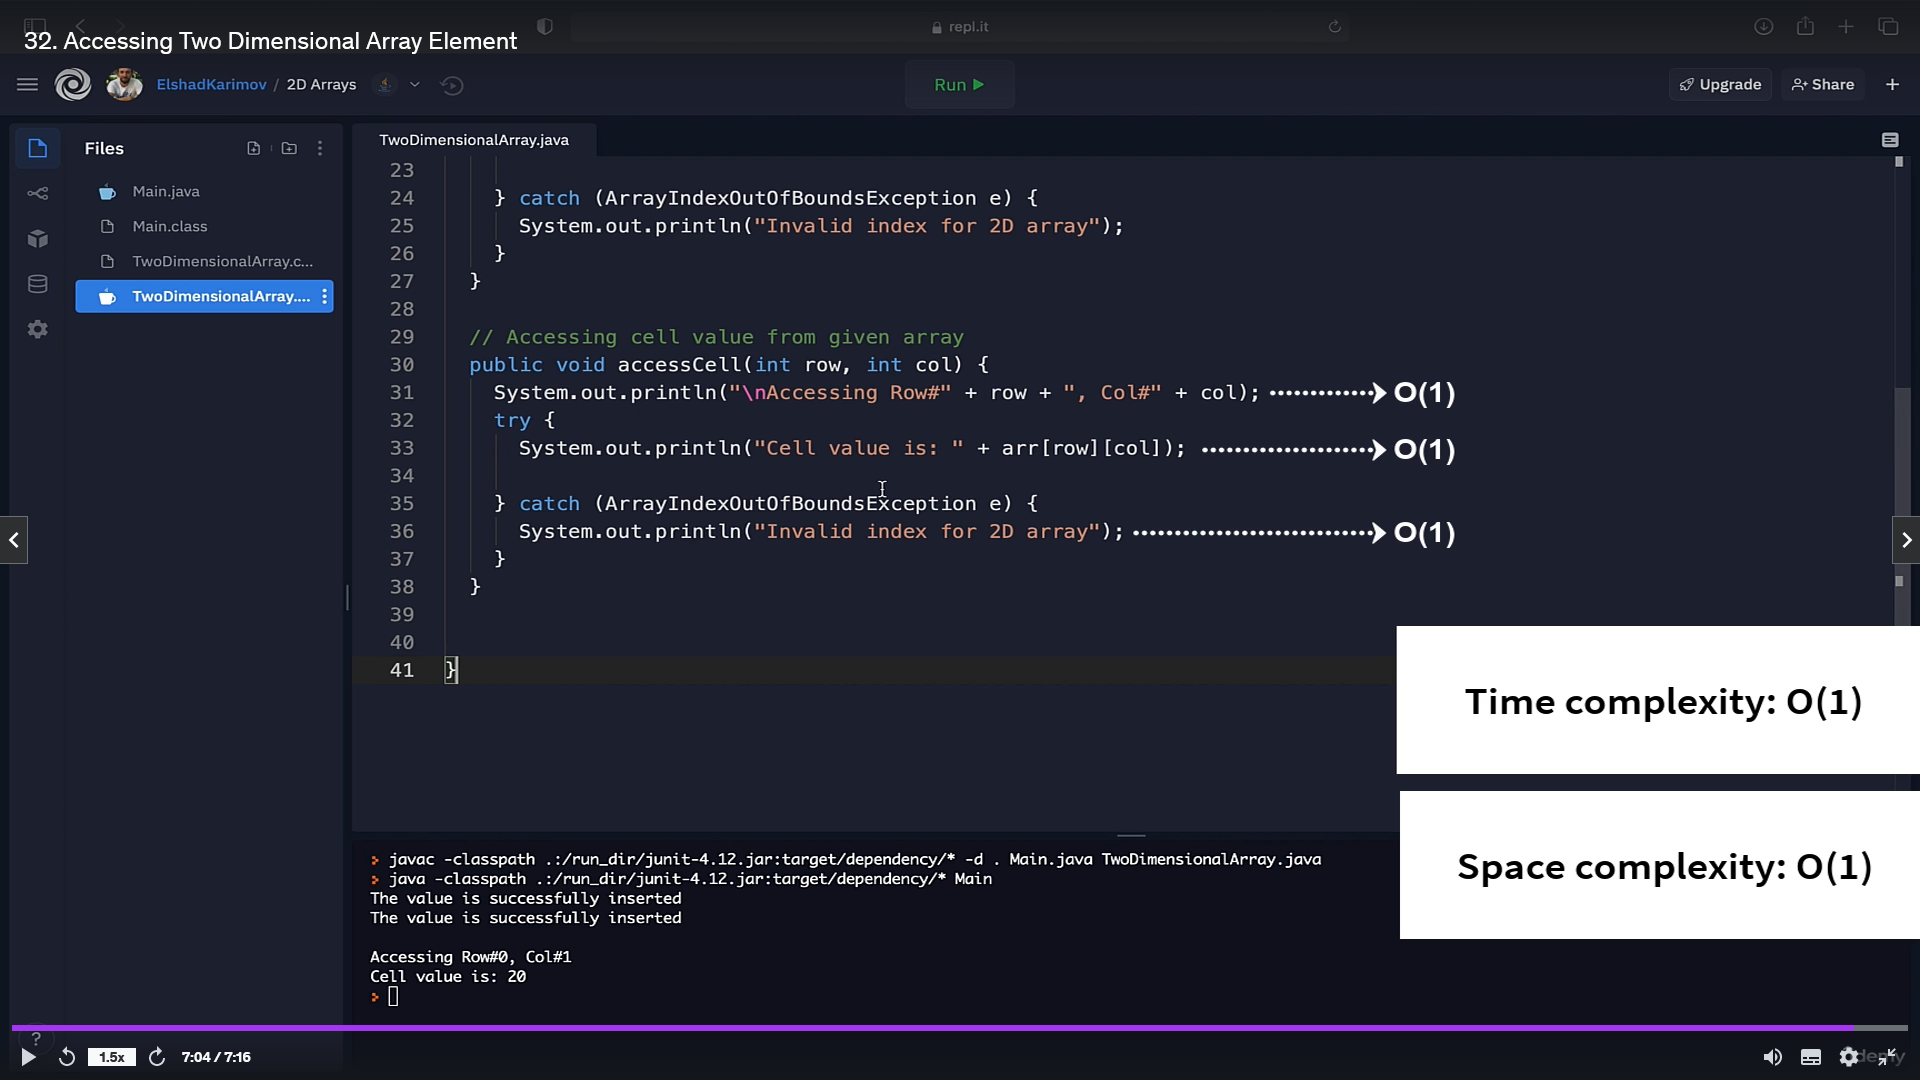 32. Accessing Two Dimensional Array Element
repl.it
ElshadKarimov / 2D Arrays
Run
Upgrade
Share
Files
TwoDimensionalArray.java
Main.java
Main.class
TwoDimensionalArray.c...
TwoDimensionalArray....
23
24 } catch (ArrayIndexOutOfBoundsException e) {
25 System.out.println("Invalid index for 2D array");
26 }
27 }
28
29 // Accessing cell value from given array
30 public void accessCell(int row, int col) {
31 System.out.println("\nAccessing Row#" + row + ", Col#" + col); O(1)
32 try {
33 System.out.println("Cell value is: " + arr[row][col]); O(1)
34
35 } catch (ArrayIndexOutOfBoundsException e) {
36 System.out.println("Invalid index for 2D array"); O(1)
37 }
38 }
39
40
41 }
Time complexity: O(1)
Space complexity: O(1)
> javac -classpath .:/run_dir/junit-4.12.jar:target/dependency/* -d . Main.java TwoDimensionalArray.java
> java -classpath .:/run_dir/junit-4.12.jar:target/dependency/* Main
The value is successfully inserted
The value is successfully inserted
Accessing Row#0, Col#1
Cell value is: 20
>
?
1.5x
7:04 / 7:16